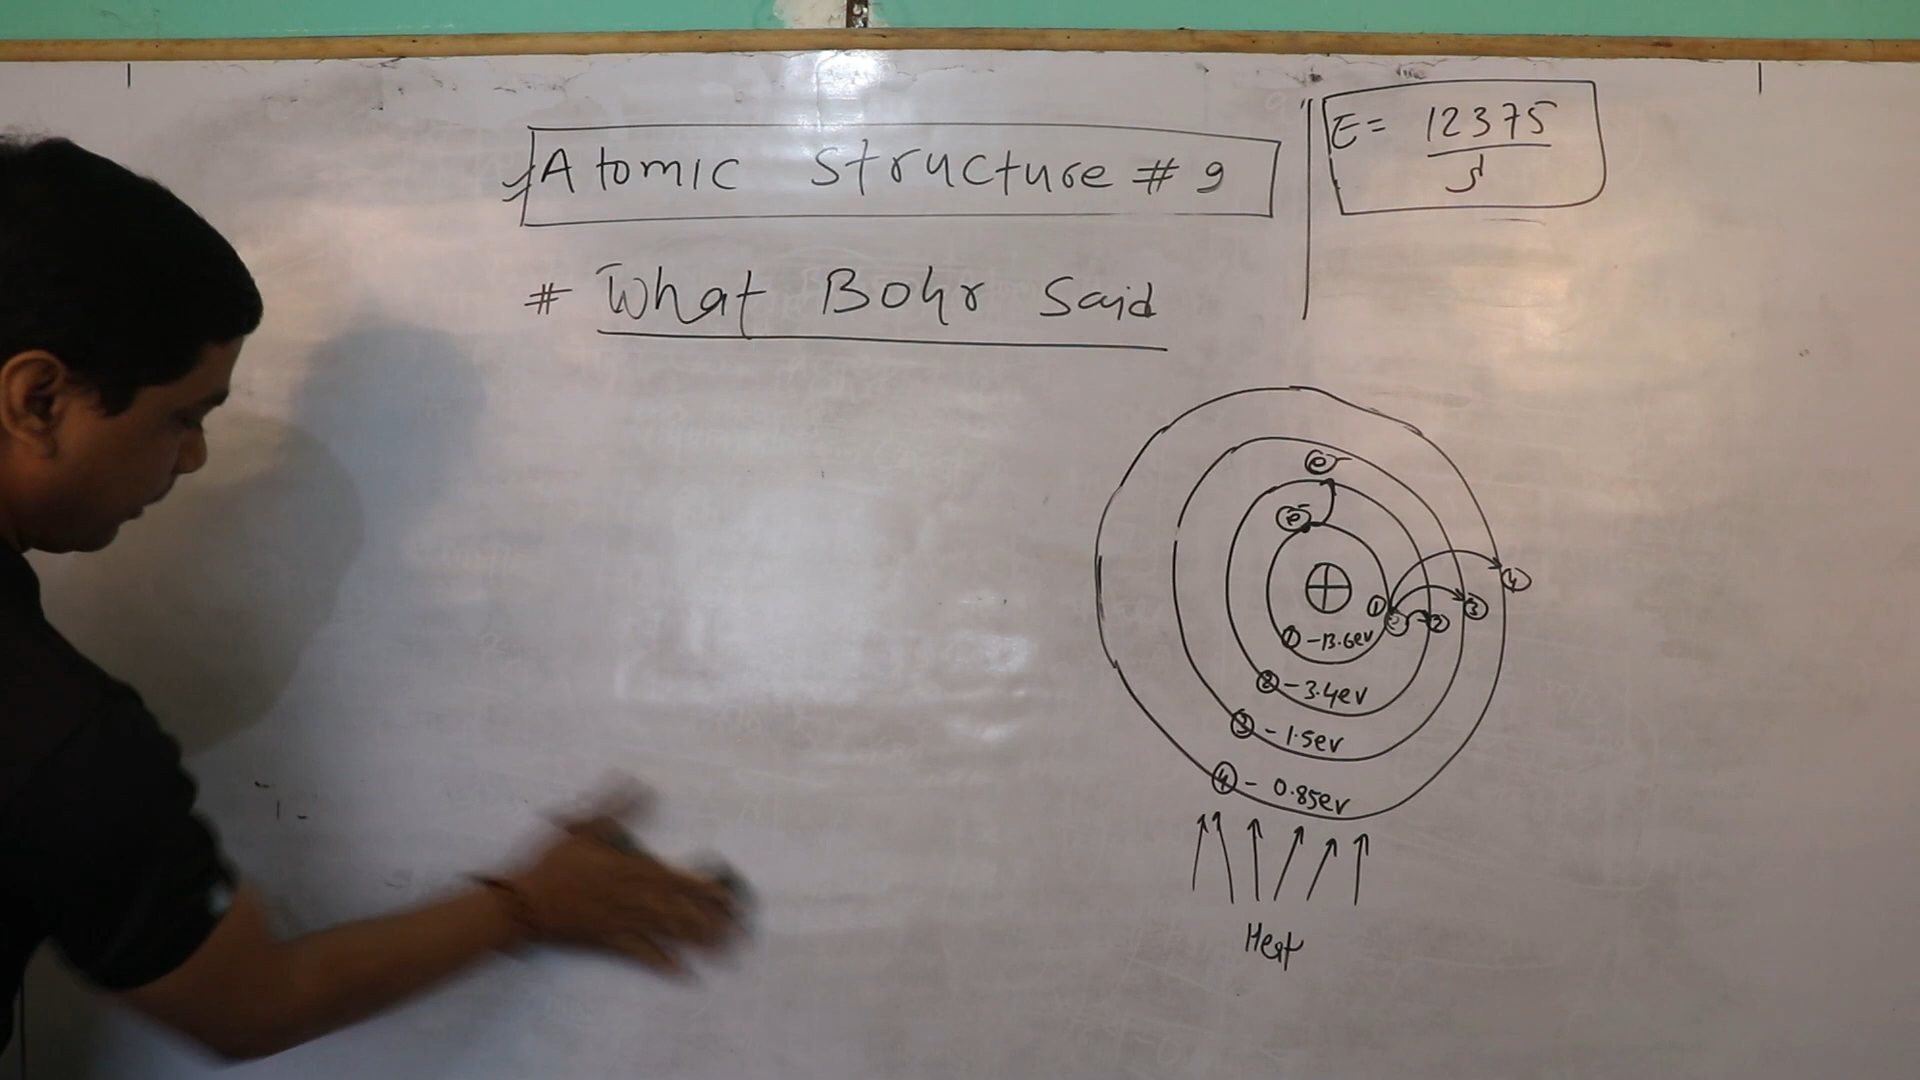 Atomic Structure # 9
E = 12375
# What Bohr Said
e-
e-
4
1
2
3
1 -13.6ev
2 - 3.4ev
3 - 1.5ev
4 - 0.85ev
Heat